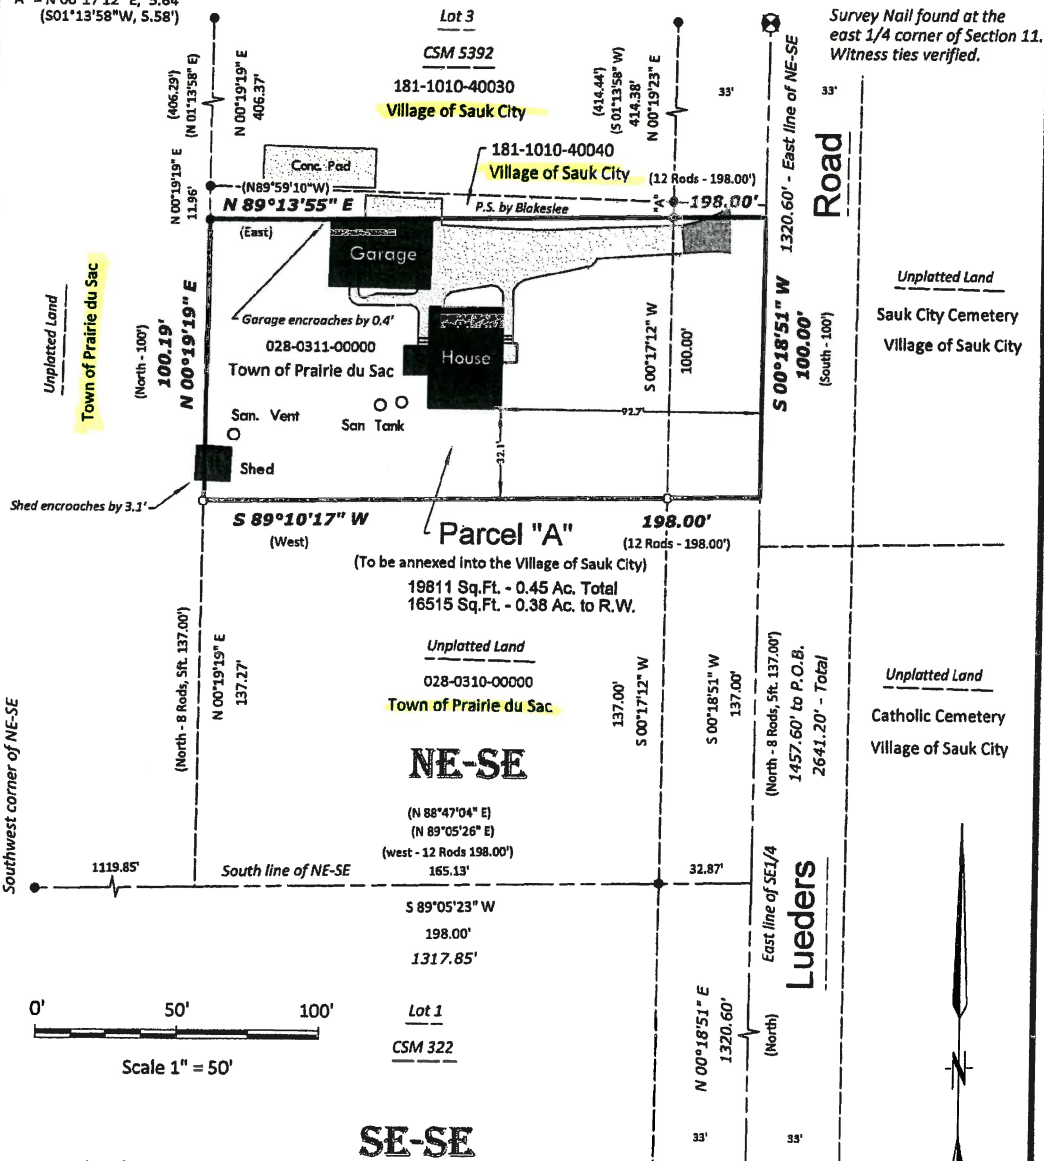 "A" = N 00°17'12" E, 5.64'
(S01°13'58"W, 5.58')
Lot 3
CSM 5392
181-1010-40030
Village of Sauk City
181-1010-40040
Village of Sauk City
(12 Rods - 198.00')
Survey Nail found at the
east 1/4 corner of Section 11.
Witness ties verified.
(406.29')
(N 01°13'58" E)
N 00°19'19" E
406.37'
(414.44')
(S 01°13'58" W)
414.38'
N 00°19'23" E
33'
33'
1320.60' - East line of NE-SE
Road
N 00°19'19" E
11.96'
Conc. Pad
(N89°59'10"W)
N 89°13'55" E
(East)
P.S. by Blakeslee
"A"
198.00'
Garage
Garage encroaches by 0.4'
028-0311-00000
Town of Prairie du Sac
House
San. Vent
San Tank
Shed
Shed encroaches by 3.1'
92.7'
32.1'
Unplatted Land
Town of Prairie du Sac
(North - 100')
100.19'
N 00°19'19" E
S 00°17'12" W
100.00'
S 00°18'51" W
100.00'
(South - 100')
Unplatted Land
Sauk City Cemetery
Village of Sauk City
S 89°10'17" W
(West)
198.00'
(12 Rods - 198.00')
Parcel "A"
(To be annexed into the Village of Sauk City)
19811 Sq.Ft. - 0.45 Ac. Total
16515 Sq.Ft. - 0.38 Ac. to R.W.
Unplatted Land
028-0310-00000
Town of Prairie du Sac
(North - 8 Rods, 5ft. 137.00')
N 00°19'19" E
137.27'
137.00'
S 00°17'12" W
S 00°18'51" W
137.00'
(North - 8 Rods, 5ft. 137.00')
1457.60' to P.O.B.
2641.20' - Total
Unplatted Land
Catholic Cemetery
Village of Sauk City
NE-SE
(N 88°47'04" E)
(N 89°05'26" E)
(west - 12 Rods 198.00')
Southwest corner of NE-SE
1119.85'
South line of NE-SE
165.13'
32.87'
S 89°05'23" W
198.00'
1317.85'
East line of SE1/4
Lueders
0' 50' 100'
Scale 1" = 50'
Lot 1
CSM 322
N 00°18'51" E
1320.60'
(North)
N
SE-SE
33'
33'